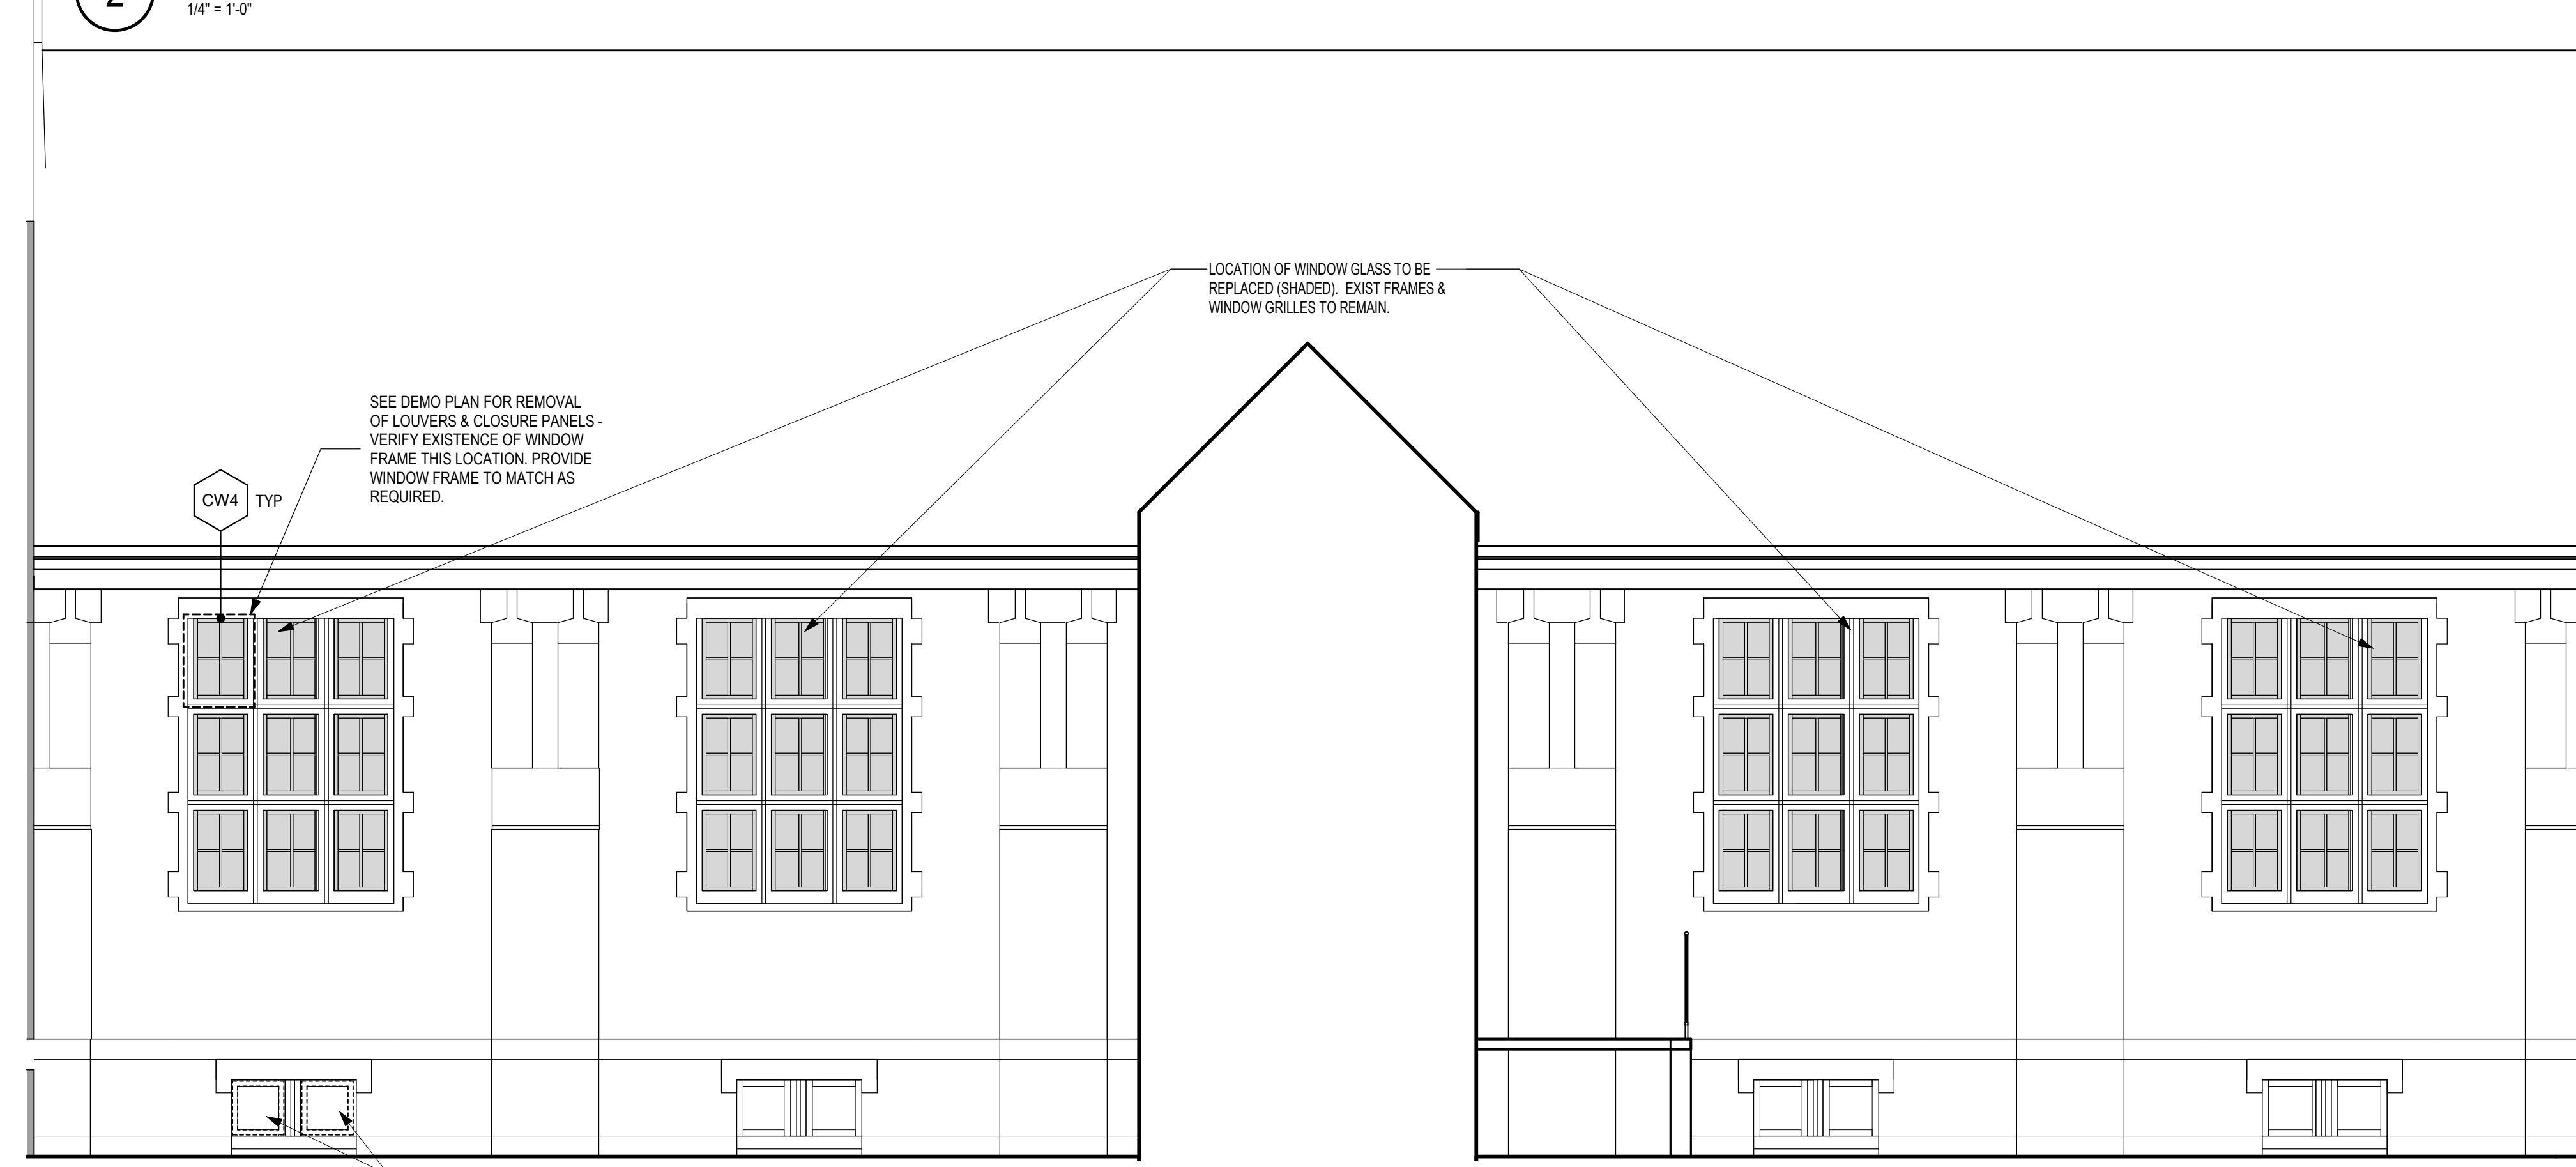 2
1/4" = 1'-0"
LOCATION OF WINDOW GLASS TO BE
REPLACED (SHADED).  EXIST FRAMES &
WINDOW GRILLES TO REMAIN.
SEE DEMO PLAN FOR REMOVAL
OF LOUVERS & CLOSURE PANELS -
VERIFY EXISTENCE OF WINDOW
FRAME THIS LOCATION. PROVIDE
WINDOW FRAME TO MATCH AS
REQUIRED.
CW4 TYP